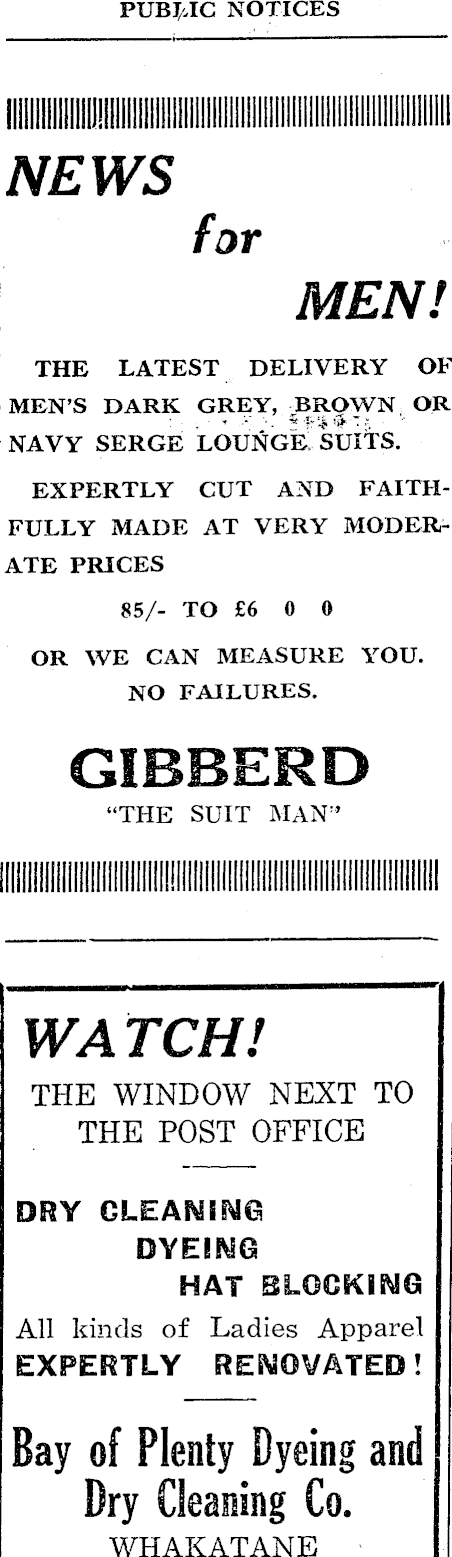 PUBLIC NOTICES
NEWS
for
MEN!
THE LATEST DELIVERY OF
MEN'S DARK GREY, BROWN OR
NAVY SERGE LOUNGE SUITS.
EXPERTLY CUT AND FAITH-
FULLY MADE AT VERY MODER-
ATE PRICES
85/- TO £6 0 0
OR WE CAN MEASURE YOU.
NO FAILURES.
GIBBERD
"THE SUIT MAN"
WATCH!
THE WINDOW NEXT TO
THE POST OFFICE
DRY CLEANING
DYEING
HAT BLOCKING
All kinds of Ladies Apparel
EXPERTLY RENOVATED!
Bay of Plenty Dyeing and
Dry Cleaning Co.
WHAKATANE